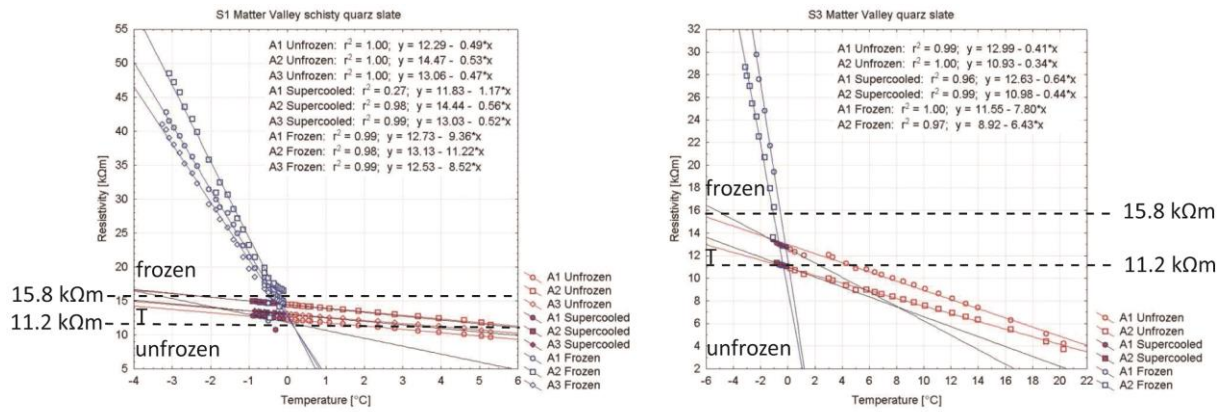 S1 Matter Valley schisty quarz slate
A1 Unfrozen: r² = 1.00; y = 12.29 - 0.49*x
A2 Unfrozen: r² = 1.00; y = 14.47 - 0.53*x
A3 Unfrozen: r² = 1.00; y = 13.06 - 0.47*x
A1 Supercooled: r² = 0.27; y = 11.83 - 1.17*x
A2 Supercooled: r² = 0.98; y = 14.44 - 0.56*x
A3 Supercooled: r² = 0.99; y = 13.03 - 0.52*x
A1 Frozen: r² = 0.99; y = 12.73 - 9.36*x
A2 Frozen: r² = 0.98; y = 13.13 - 11.22*x
A3 Frozen: r² = 0.99; y = 12.53 - 8.52*x
55
50
45
40
35
30
25
20
15
10
5
Resistivity [kΩm]
frozen
15.8 kΩm
I
11.2 kΩm
unfrozen
-4 -3 -2 -1 0 1 2 3 4 5 6
Temperature [°C]
A1 Unfrozen
A2 Unfrozen
A3 Unfrozen
A1 Supercooled
A2 Supercooled
A3 Supercooled
A1 Frozen
A2 Frozen
A3 Frozen
S3 Matter Valley quarz slate
A1 Unfrozen: r² = 0.99; y = 12.99 - 0.41*x
A2 Unfrozen: r² = 1.00; y = 10.93 - 0.34*x
A1 Supercooled: r² = 0.96; y = 12.63 - 0.64*x
A2 Supercooled: r² = 0.99; y = 10.98 - 0.44*x
A1 Frozen: r² = 1.00; y = 11.55 - 7.80*x
A2 Frozen: r² = 0.97; y = 8.92 - 6.43*x
32
30
28
26
24
22
20
18
16
14
12
10
8
6
4
2
Resistivity [kΩm]
frozen
15.8 kΩm
I
11.2 kΩm
unfrozen
-6 -4 -2 0 2 4 6 8 10 12 14 16 18 20 22
Temperature [°C]
A1 Unfrozen
A2 Unfrozen
A1 Supercooled
A2 Supercooled
A1 Frozen
A2 Frozen